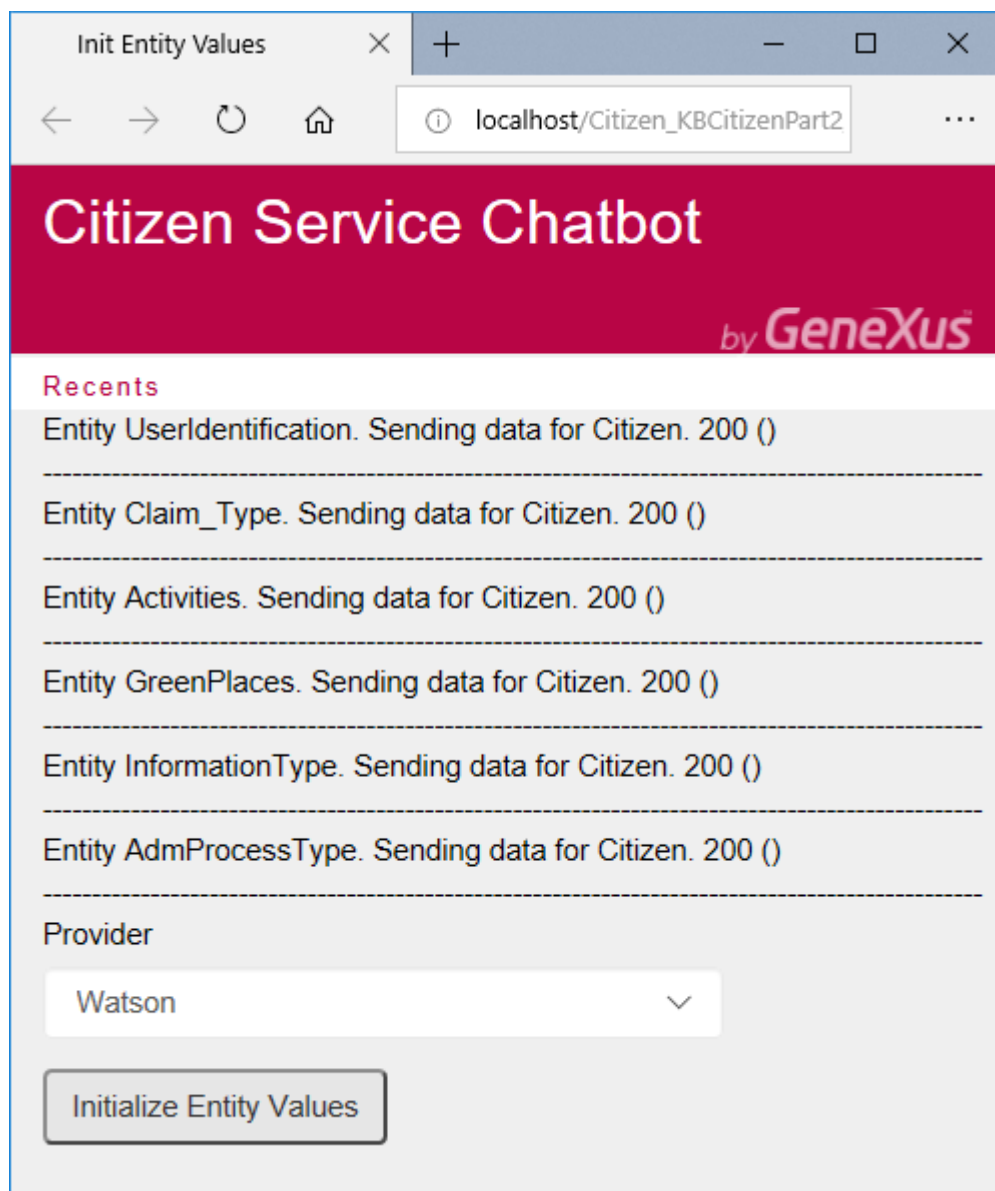 Init Entity Values
localhost/Citizen_KBCitizenPart2
Citizen Service Chatbot
by GeneXus™
Recents
Entity UserIdentification. Sending data for Citizen. 200 ()
--------------------------------------------------------------------------------------------------
Entity Claim_Type. Sending data for Citizen. 200 ()
--------------------------------------------------------------------------------------------------
Entity Activities. Sending data for Citizen. 200 ()
--------------------------------------------------------------------------------------------------
Entity GreenPlaces. Sending data for Citizen. 200 ()
--------------------------------------------------------------------------------------------------
Entity InformationType. Sending data for Citizen. 200 ()
--------------------------------------------------------------------------------------------------
Entity AdmProcessType. Sending data for Citizen. 200 ()
--------------------------------------------------------------------------------------------------
Provider
Watson
Initialize Entity Values